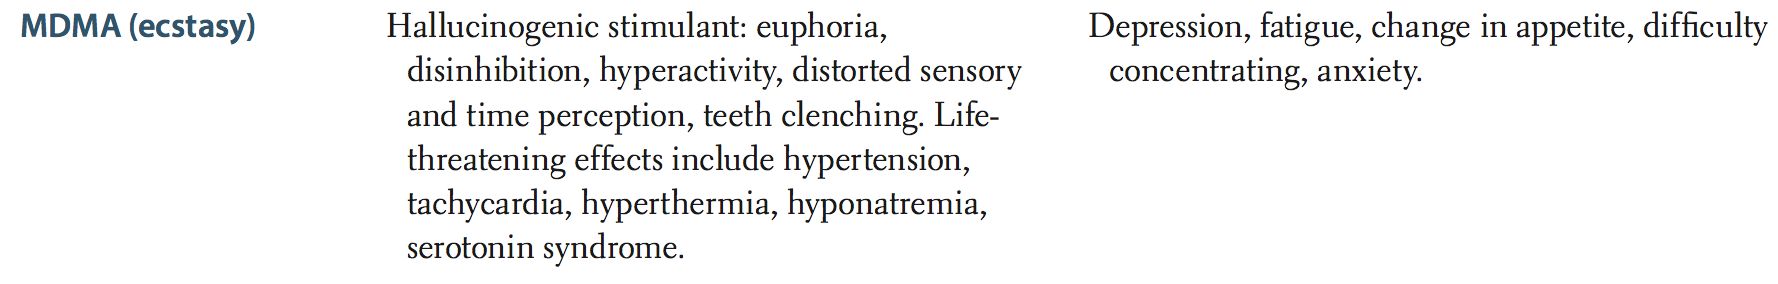 MDMA (ecstasy)
Hallucinogenic stimulant: euphoria,
disinhibition, hyperactivity, distorted sensory
and time perception, teeth clenching. Life-
threatening effects include hypertension,
tachycardia, hyperthermia, hyponatremia,
serotonin syndrome.
Depression, fatigue, change in appetite, difficulty
concentrating, anxiety.